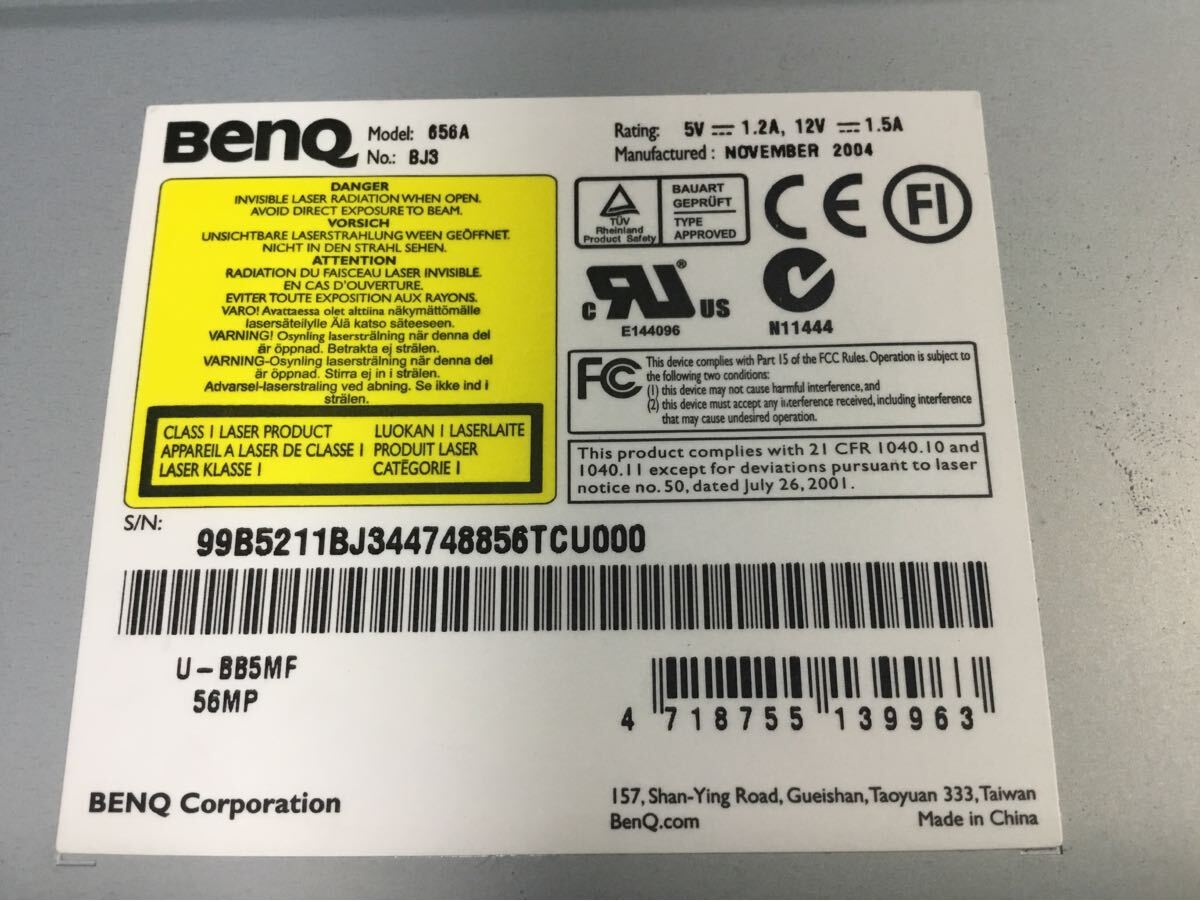 BenQ
Model: 656A
No.: BJ3
Rating: 5V 1.2A, 12V 1.5A
Manufactured: NOVEMBER 2004
DANGER
INVISIBLE LASER RADIATION WHEN OPEN.
AVOID DIRECT EXPOSURE TO BEAM.
VORSICH
UNSICHTBARE LASERSTRAHLUNG WEEN GEÖFFNET.
NICHT IN DEN STRAHL SEHEN.
ATTENTION
RADIATION DU FAISCEAU LASER INVISIBLE.
EN CAS D'OUVERTURE.
EVITER TOUTE EXPOSITION AUX RAYONS.
VARO! Avattaessa olet alttiina näkymättömälle
lasersäteilylle Älä katso säteeseen.
VARNING! Osynling laserstrålning når denna del
är öppnad. Betrakta ej strålen.
VARNING-Osynling laserstrålning når denna del
är öppnad. Stirra ej in i strålen.
Advarsel-laserstraling ved abning. Se ikke ind i
strålen.
CLASS 1 LASER PRODUCT
APPAREIL A LASER DE CLASSE 1
LASER KLASSE 1
LUOKAN 1 LASERLAITE
PRODUIT LASER
CATÉGORIE 1
TÜV
Rheinland
Product Safety
BAUART
GEPRÜFT
TYPE
APPROVED
CE
FI
c RU® US
E144096
N11444
FC
This device complies with Part 15 of the FCC Rules. Operation is subject to
the following two conditions:
(1) this device may not cause harmful interference, and
(2) this device must accept any interference received, including interference
that may cause undesired operation.
This product complies with 21 CFR 1040.10 and
1040.11 except for deviations pursuant to laser
notice no. 50, dated July 26, 2001.
S/N:
99B5211BJ344748856TCU000
U-BB5MF
56MP
4 718755 139963
BENQ Corporation
157, Shan-Ying Road, Gueishan, Taoyuan 333, Taiwan
BenQ.com
Made in China